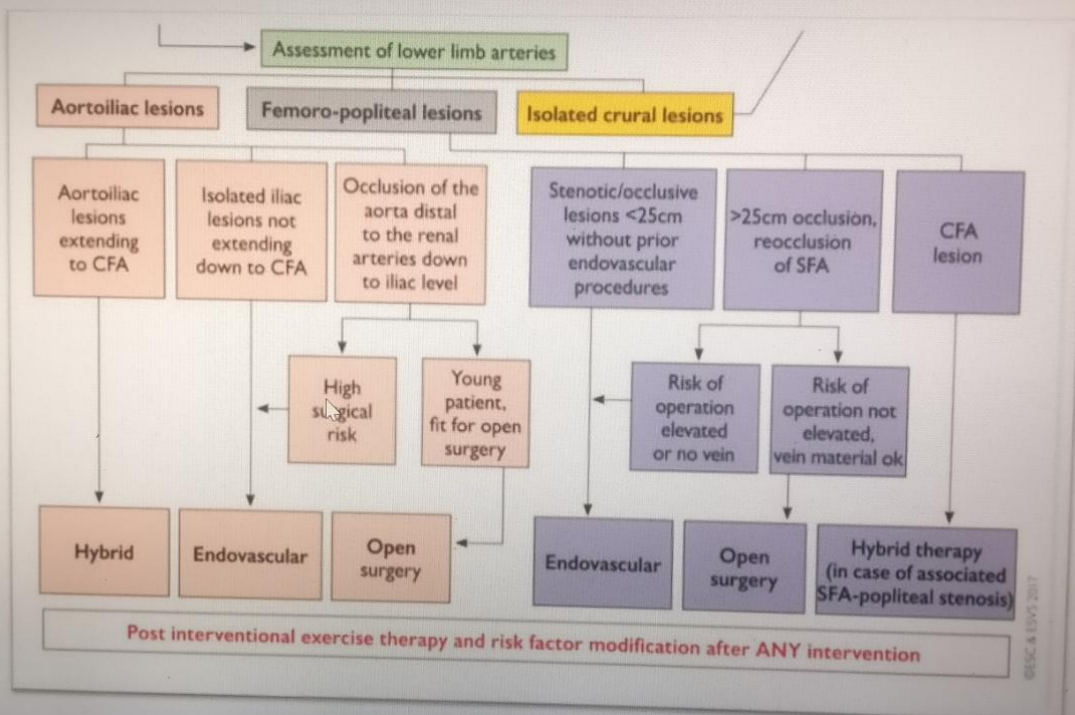 Assessment of lower limb arteries
Aortoiliac lesions
Femoro-popliteal lesions
Isolated crural lesions
Aortoiliac
lesions
extending
to CFA
Isolated iliac
lesions not
extending
down to CFA
Occlusion of the
aorta distal
to the renal
arteries down
to iliac level
Stenotic/occlusive
lesions <25cm
without prior
endovascular
procedures
>25cm occlusion,
reocclusion
of SFA
CFA
lesion
High
surgical
risk
Young
patient,
fit for open
surgery
Risk of
operation
elevated
or no vein
Risk of
operation not
elevated,
vein material ok
Hybrid
Endovascular
Open
surgery
Endovascular
Open
surgery
Hybrid therapy
(in case of associated
SFA-popliteal stenosis)
Post interventional exercise therapy and risk factor modification after ANY intervention
©ESC & ESVS 2017